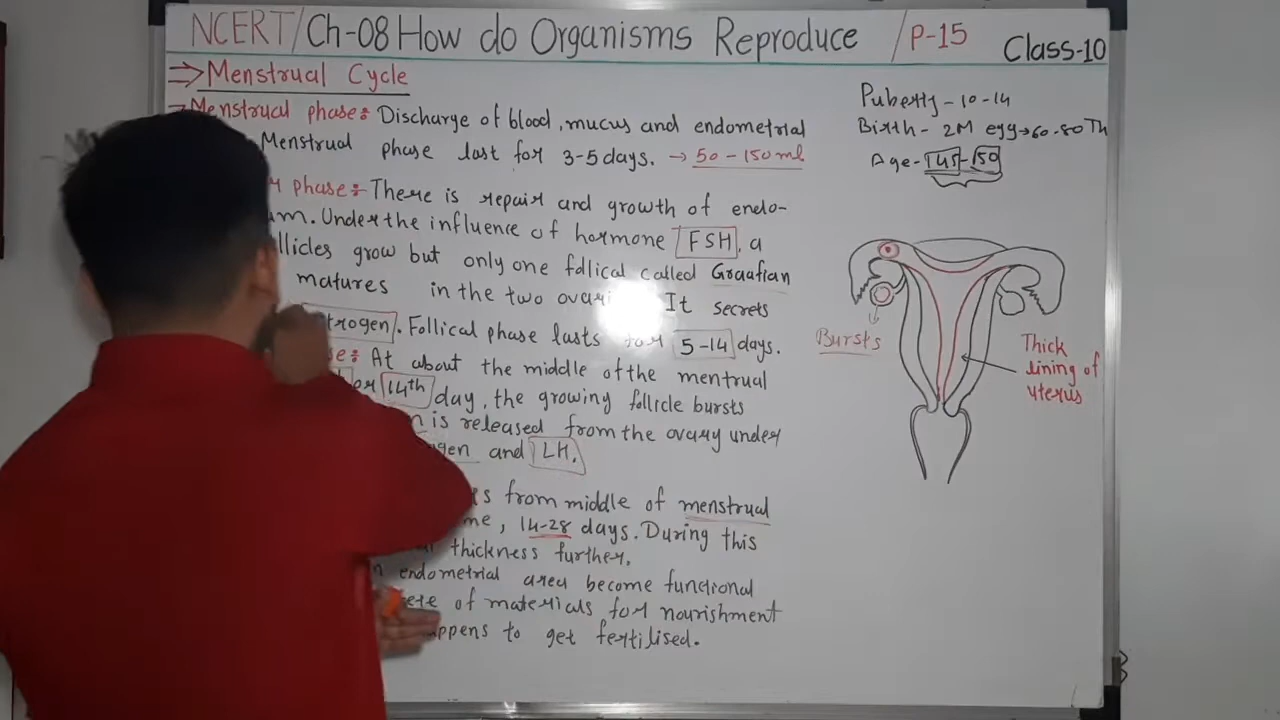 NCERT/Ch-08 How do Organisms Reproduce /P-15 Class-10
⇒ Menstrual Cycle
→ Menstrual phase: Discharge of blood, mucus and endometrial
Menstrual phase last for 3-5 days. → 50-150 ml
phase: There is repair and growth of endo-
um. Under the influence of hormone FSH, a
llicles grow but only one follical called Graafian
matures in the two It secrets
trogen. Follical phase lasts for 5-14 days.
se: At about the middle of the mentrual
or 14th day, the growing follicle bursts
is released from the ovary under
gen and LH.
s from middle of menstrual
me, 14-28 days. During this
thickness further.
n endometrial area become functional
ete of materials for nourishment
appens to get fertilised.
Puberty - 10-14
Birth - 2M egg → 60-80 Th
Age - 45-50
Bursts
Thick
lining of
uterus